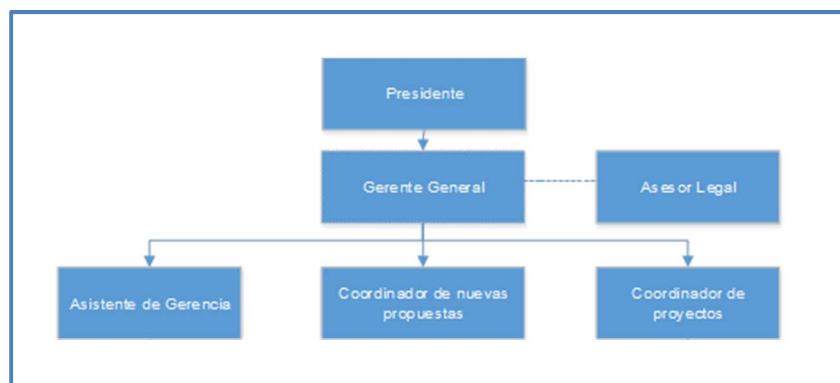 Presidente
Gerente General
Asesor Legal
Asistente de Gerencia
Coordinador de nuevas
propuestas
Coordinador de
proyectos